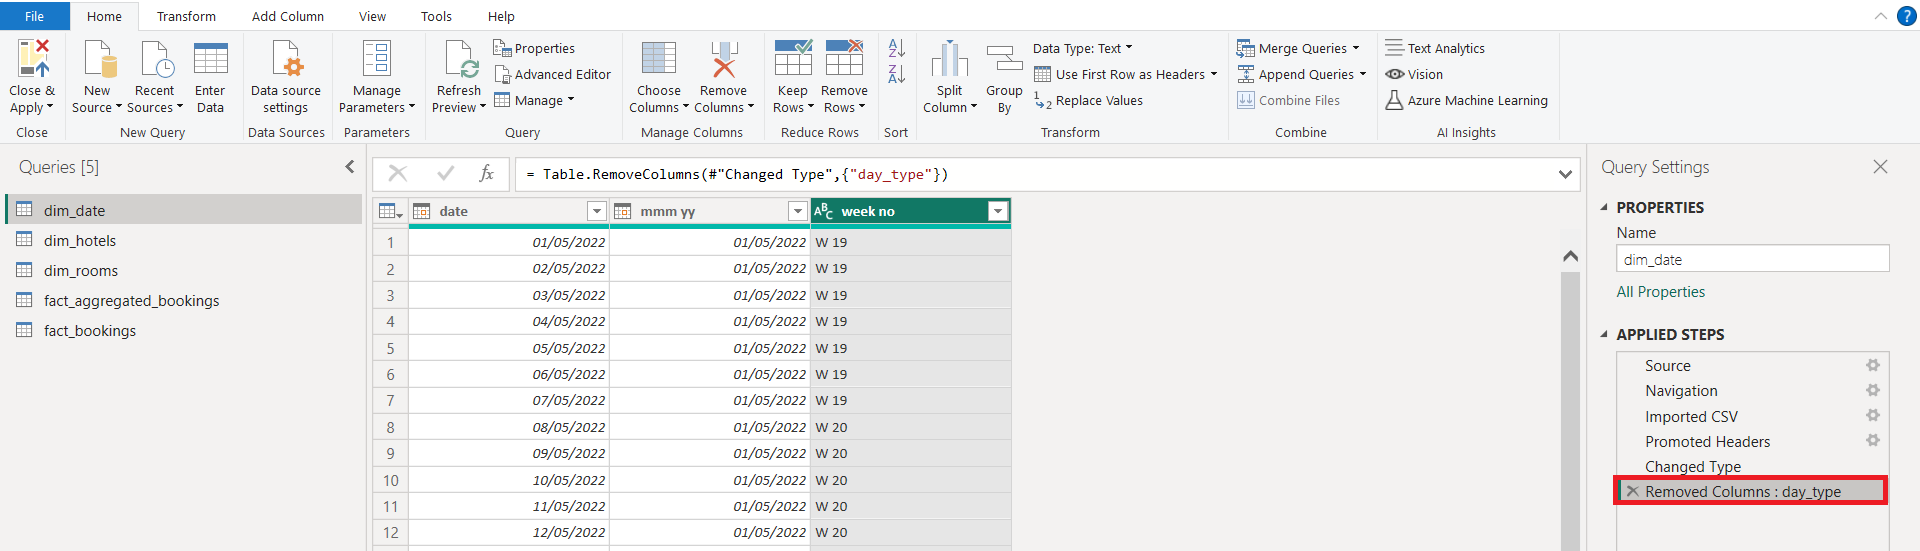 File Home Transform Add Column View Tools Help ?
Close & Apply
Close
New Source
Recent Sources
Enter Data
New Query
Data source settings
Data Sources
Manage Parameters
Parameters
Refresh Preview
Properties
Advanced Editor
Manage
Query
Choose Columns
Remove Columns
Manage Columns
Keep Rows
Remove Rows
Reduce Rows
A Z
Z A
Sort
Split Column
Group By
Data Type: Text
Use First Row as Headers
1 2 Replace Values
Transform
Merge Queries
Append Queries
Combine Files
Combine
Text Analytics
Vision
Azure Machine Learning
AI Insights
Queries [5]
dim_date
dim_hotels
dim_rooms
fact_aggregated_bookings
fact_bookings
fx = Table.RemoveColumns(#"Changed Type",{"day_type"})
date mmm yy ABC week no
1 01/05/2022 01/05/2022 W 19
2 02/05/2022 01/05/2022 W 19
3 03/05/2022 01/05/2022 W 19
4 04/05/2022 01/05/2022 W 19
5 05/05/2022 01/05/2022 W 19
6 06/05/2022 01/05/2022 W 19
7 07/05/2022 01/05/2022 W 19
8 08/05/2022 01/05/2022 W 20
9 09/05/2022 01/05/2022 W 20
10 10/05/2022 01/05/2022 W 20
11 11/05/2022 01/05/2022 W 20
12 12/05/2022 01/05/2022 W 20
Query Settings
PROPERTIES
Name
dim_date
All Properties
APPLIED STEPS
Source
Navigation
Imported CSV
Promoted Headers
Changed Type
Removed Columns : day_type